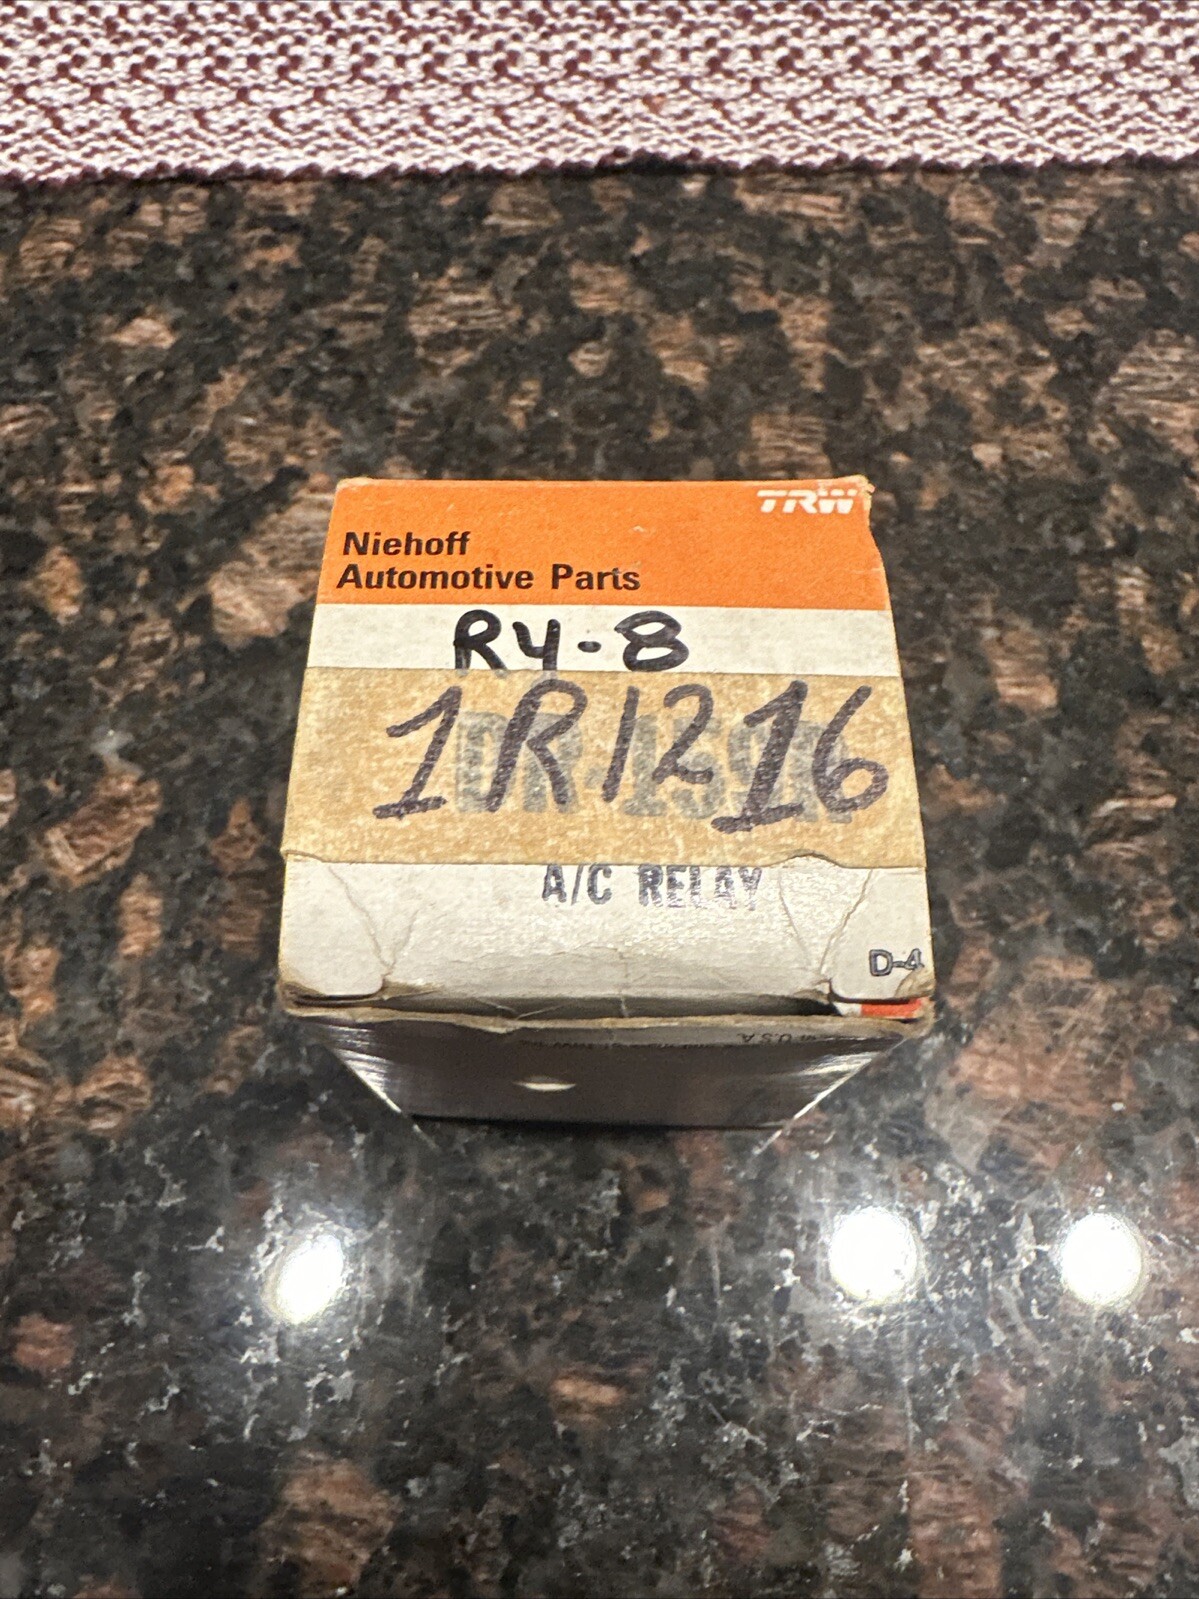 TRW
Niehoff
Automotive Parts
RY-8
1R1216
A/C RELAY
D-4
U.S.A.